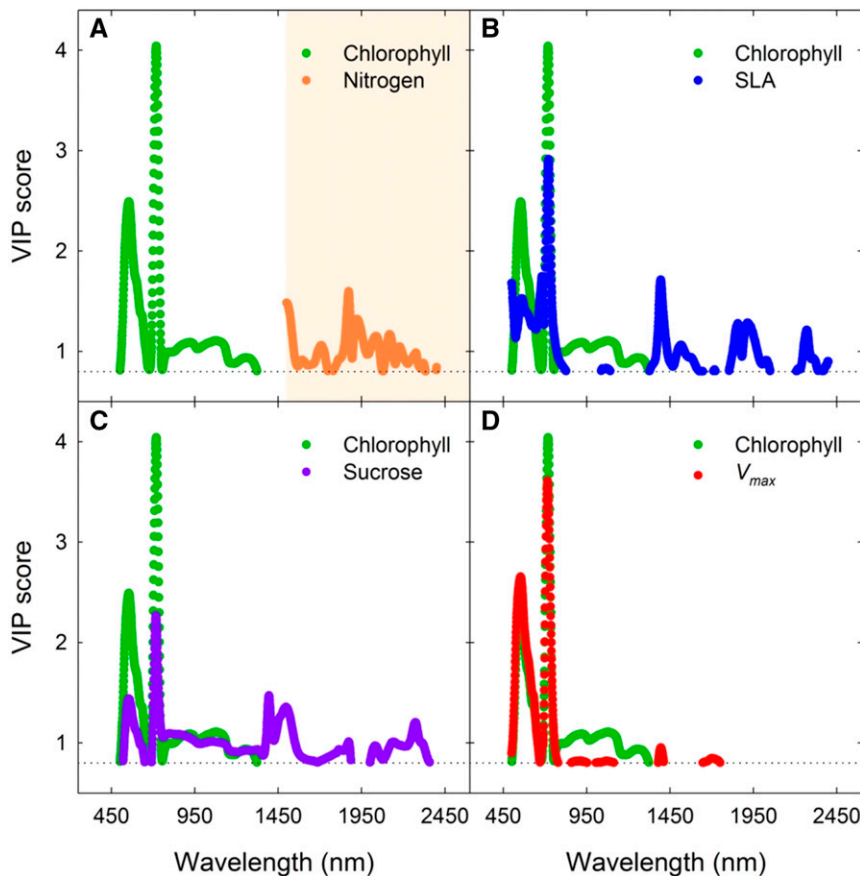 A
Chlorophyll
Nitrogen
B
Chlorophyll
SLA
4
3
2
1
VIP score
C
Chlorophyll
Sucrose
D
Chlorophyll
Vmax
4
3
2
1
VIP score
450 950 1450 1950 2450
450 950 1450 1950 2450
Wavelength (nm)
Wavelength (nm)